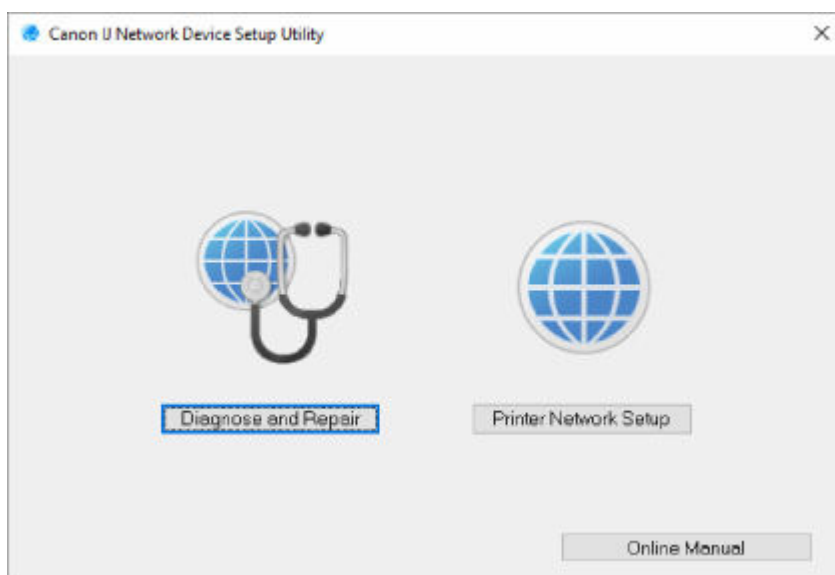 Canon IJ Network Device Setup Utility
Diagnose and Repair
Printer Network Setup
Online Manual